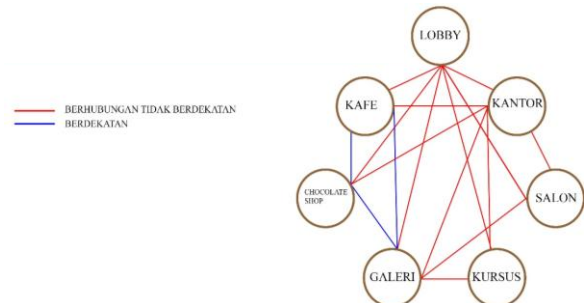 LOBBY
KAFE
KANTOR
BERHUBUNGAN TIDAK BERDEKATAN
BERDEKATAN
CHOCOLATE
SHOP
SALON
GALERI
KURSUS